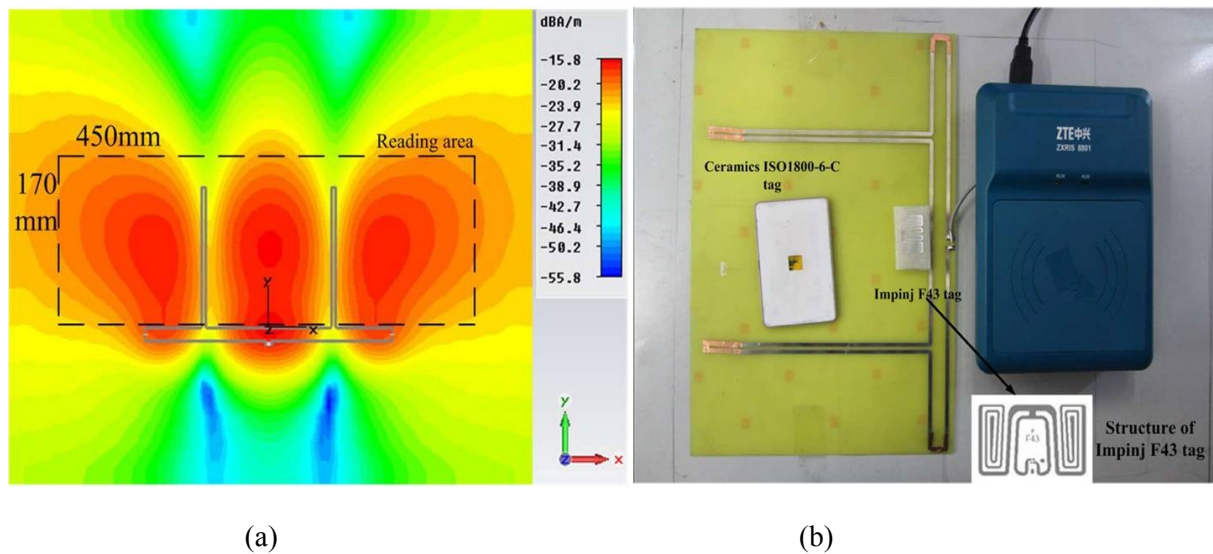 dBA/m
-15.8
-20.2
-23.9
-27.7
-31.4
-35.2
-38.9
-42.7
-46.4
-50.2
-55.8
450mm
Reading area
170
mm
y
z
x
y
z
x
ZTE中兴
ZXRIS 8801
Ceramics ISO1800-6-C
tag
Impinj F43 tag
F43
Structure of
Impinj F43 tag
(a)
(b)